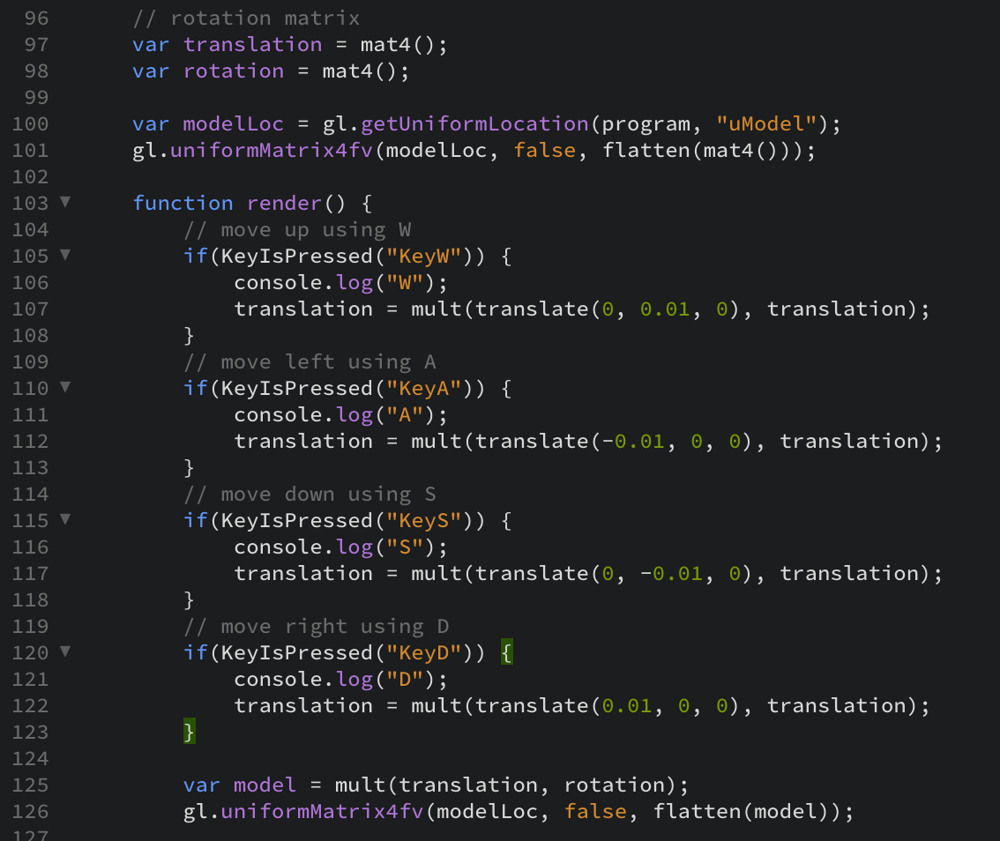 96 // rotation matrix
97 var translation = mat4();
98 var rotation = mat4();
99
100 var modelLoc = gl.getUniformLocation(program, "uModel");
101 gl.uniformMatrix4fv(modelLoc, false, flatten(mat4()));
102
103 function render() {
104 // move up using W
105 if(KeyIsPressed("KeyW")) {
106 console.log("W");
107 translation = mult(translate(0, 0.01, 0), translation);
108 }
109 // move left using A
110 if(KeyIsPressed("KeyA")) {
111 console.log("A");
112 translation = mult(translate(-0.01, 0, 0), translation);
113 }
114 // move down using S
115 if(KeyIsPressed("KeyS")) {
116 console.log("S");
117 translation = mult(translate(0, -0.01, 0), translation);
118 }
119 // move right using D
120 if(KeyIsPressed("KeyD")) {
121 console.log("D");
122 translation = mult(translate(0.01, 0, 0), translation);
123 }
124
125 var model = mult(translation, rotation);
126 gl.uniformMatrix4fv(modelLoc, false, flatten(model));
127